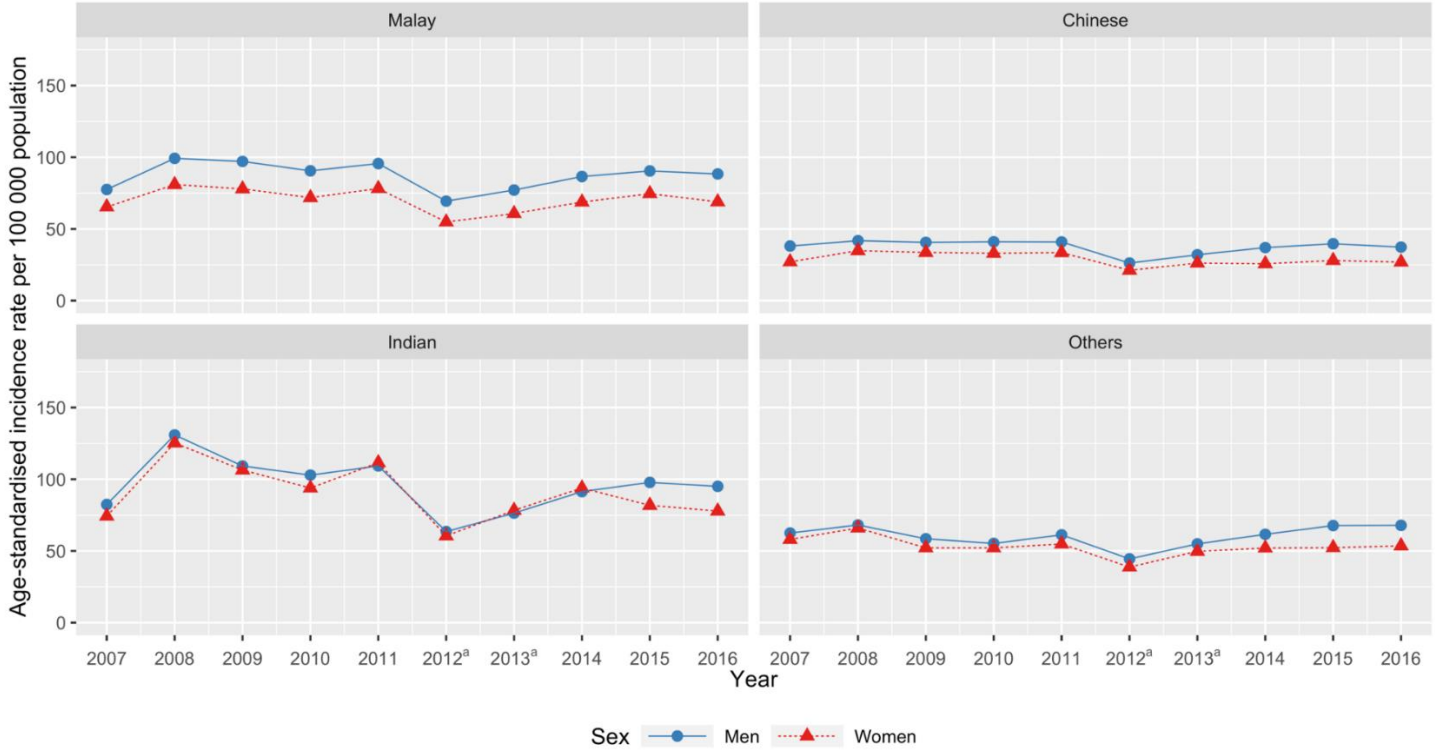 Malay
Chinese
150
100
50
0
Indian
Others
150
100
50
0
Age-standardised incidence rate per 100 000 population
2007 2008 2009 2010 2011 2012ᵃ 2013ᵃ 2014 2015 2016
2007 2008 2009 2010 2011 2012ᵃ 2013ᵃ 2014 2015 2016
Year
Sex Men Women